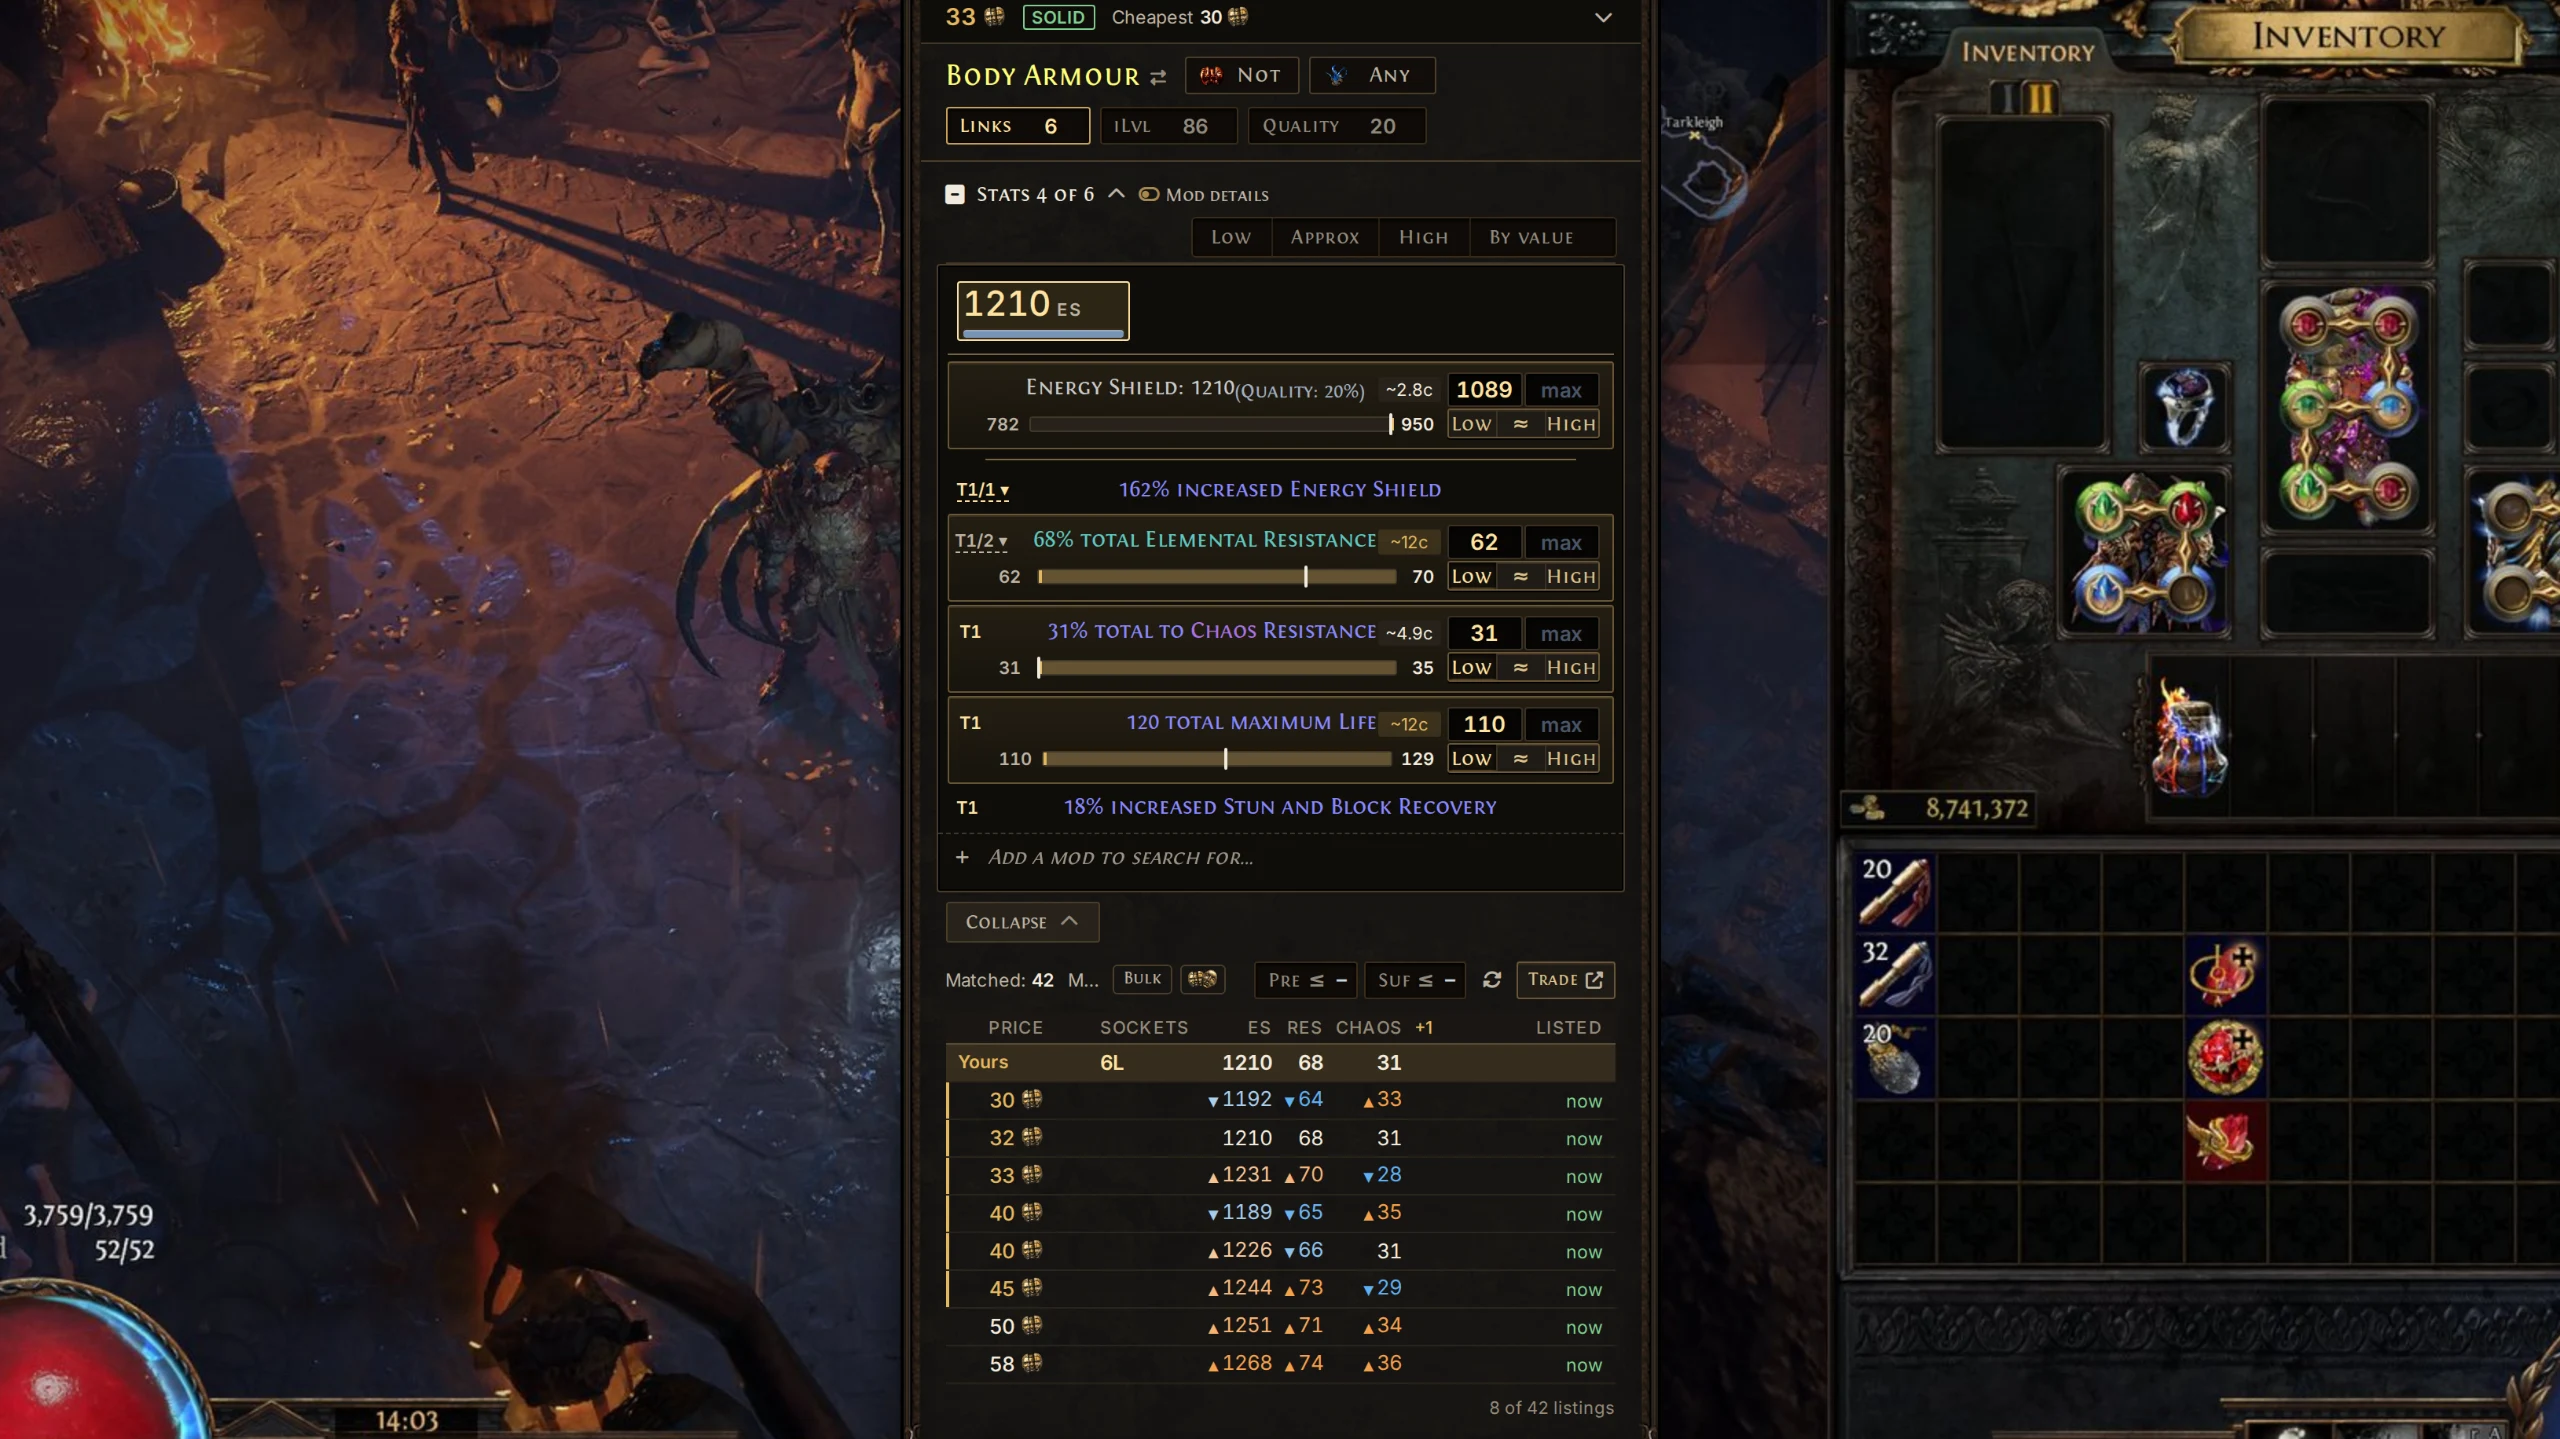 33 SOLID Cheapest 30
BODY ARMOUR NOT ANY
LINKS 6 ILVL 86 QUALITY 20
STATS 4 OF 6 MOD DETAILS
LOW APPROX HIGH BY VALUE
1210 ES
ENERGY SHIELD: 1210(QUALITY: 20%) ~2.8c 1089 max
782 950 LOW ≈ HIGH
T1/1 ▾ 162% INCREASED ENERGY SHIELD
T1/2 ▾ 68% TOTAL ELEMENTAL RESISTANCE ~12c 62 max
62 70 LOW ≈ HIGH
T1 31% TOTAL TO CHAOS RESISTANCE ~4.9c 31 max
31 35 LOW ≈ HIGH
T1 120 TOTAL MAXIMUM LIFE ~12c 110 max
110 129 LOW ≈ HIGH
T1 18% INCREASED STUN AND BLOCK RECOVERY
+ ADD A MOD TO SEARCH FOR...
COLLAPSE
Matched: 42 M... BULK PRE ≤ – SUF ≤ – TRADE
PRICE SOCKETS ES RES CHAOS +1 LISTED
Yours 6L 1210 68 31
30 ▼1192 ▼64 ▲33 now
32 1210 68 31 now
33 ▲1231 ▲70 ▼28 now
40 ▼1189 ▼65 ▲35 now
40 ▲1226 ▼66 31 now
45 ▲1244 ▲73 ▼29 now
50 ▲1251 ▲71 ▲34 now
58 ▲1268 ▲74 ▲36 now
8 of 42 listings
3,759/3,759
52/52
14:03
Tarkleigh
INVENTORY
INVENTORY
I II
8,741,372
20
32
20